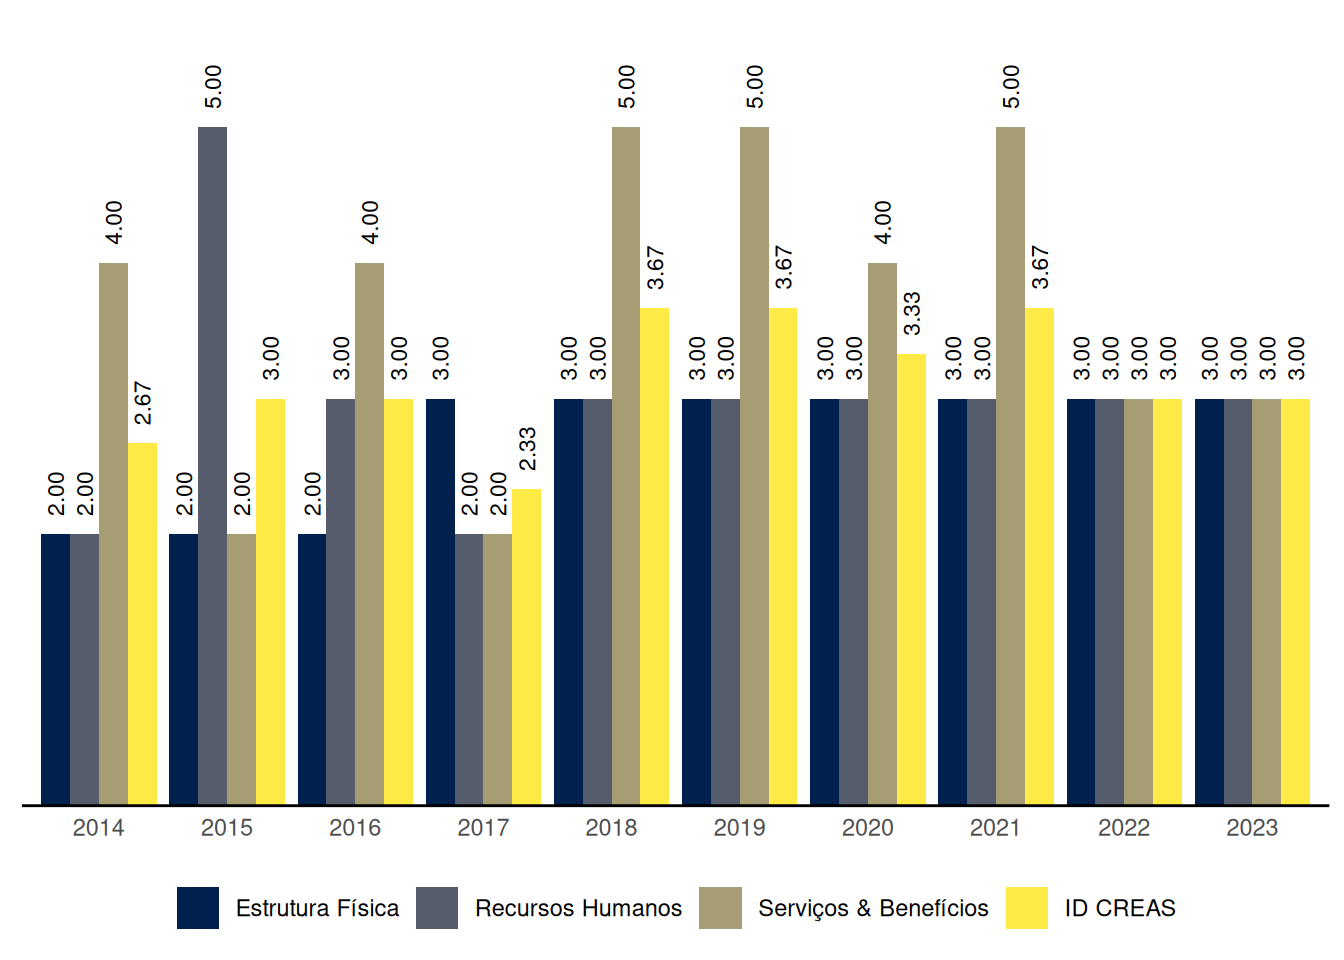 5.00 5.00 5.00 5.00
4.00 4.00 4.00
3.67 3.67 3.67
3.33
3.00 3.00 3.00 3.00 3.00 3.00 3.00 3.00 3.00 3.00 3.00 3.00 3.00 3.00 3.00 3.00 3.00 3.00 3.00 3.00
2.67
2.33
2.00 2.00 2.00 2.00 2.00 2.00 2.00
2014 2015 2016 2017 2018 2019 2020 2021 2022 2023
Estrutura Física Recursos Humanos Serviços & Benefícios ID CREAS